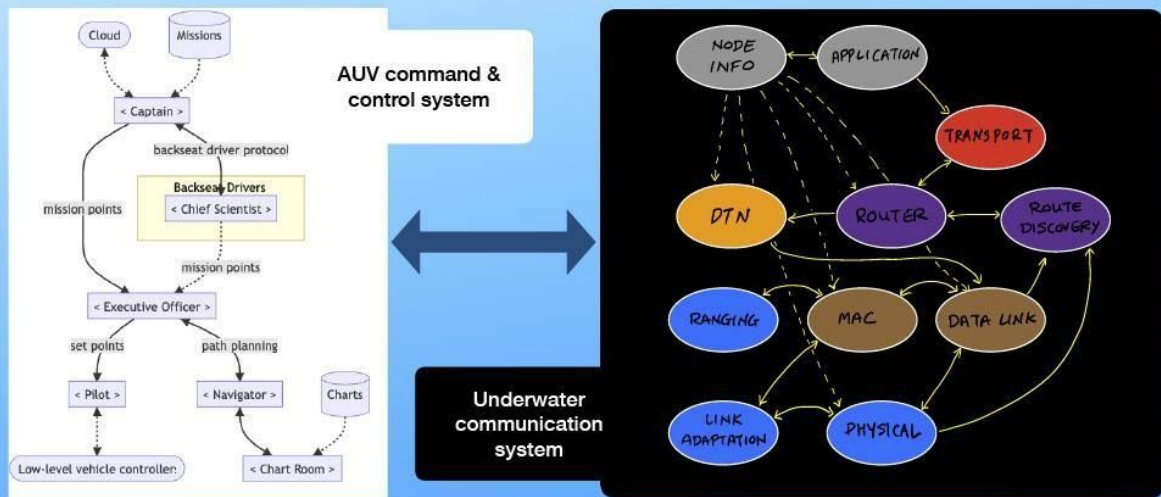 Cloud
Missions
< Captain >
backseat driver protocol
Backseat Drivers
< Chief Scientist >
mission points
mission points
< Executive Officer >
set points
path planning
< Pilot >
< Navigator >
Charts
Low-level vehicle controller:
< Chart Room >
AUV command &
control system
Underwater
communication
system
NODE
INFO
APPLICATION
TRANSPORT
DTN
ROUTER
ROUTE
DISCOVERY
RANGING
MAC
DATA LINK
LINK
ADAPTATION
PHYSICAL